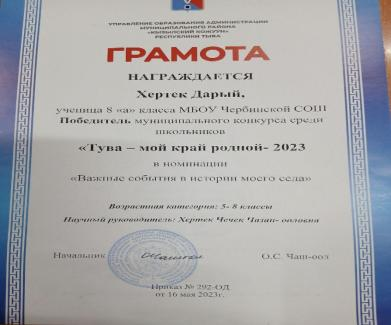 УПРАВЛЕНИЕ ОБРАЗОВАНИЯ АДМИНИСТРАЦИИ
МУНИЦИПАЛЬНОГО РАЙОНА
«КЫЗЫЛСКИЙ КОЖУУН»
РЕСПУБЛИКИ ТЫВА
ГРАМОТА
НАГРАЖДАЕТСЯ
Хертек Дарый,
ученица 8 «а» класса МБОУ Чербинской СОШ
Победитель муниципального конкурса среди
школьников
«Тува – мой край родной- 2023
в номинации
«Важные события в истории моего села»
Возрастная категория: 5- 8 классы
Научный руководитель: Хертек Чечек Чазан- ооловна
Начальник
О.С. Чаш-оол
Приказ № 292-ОД
от 16 мая 2023г.